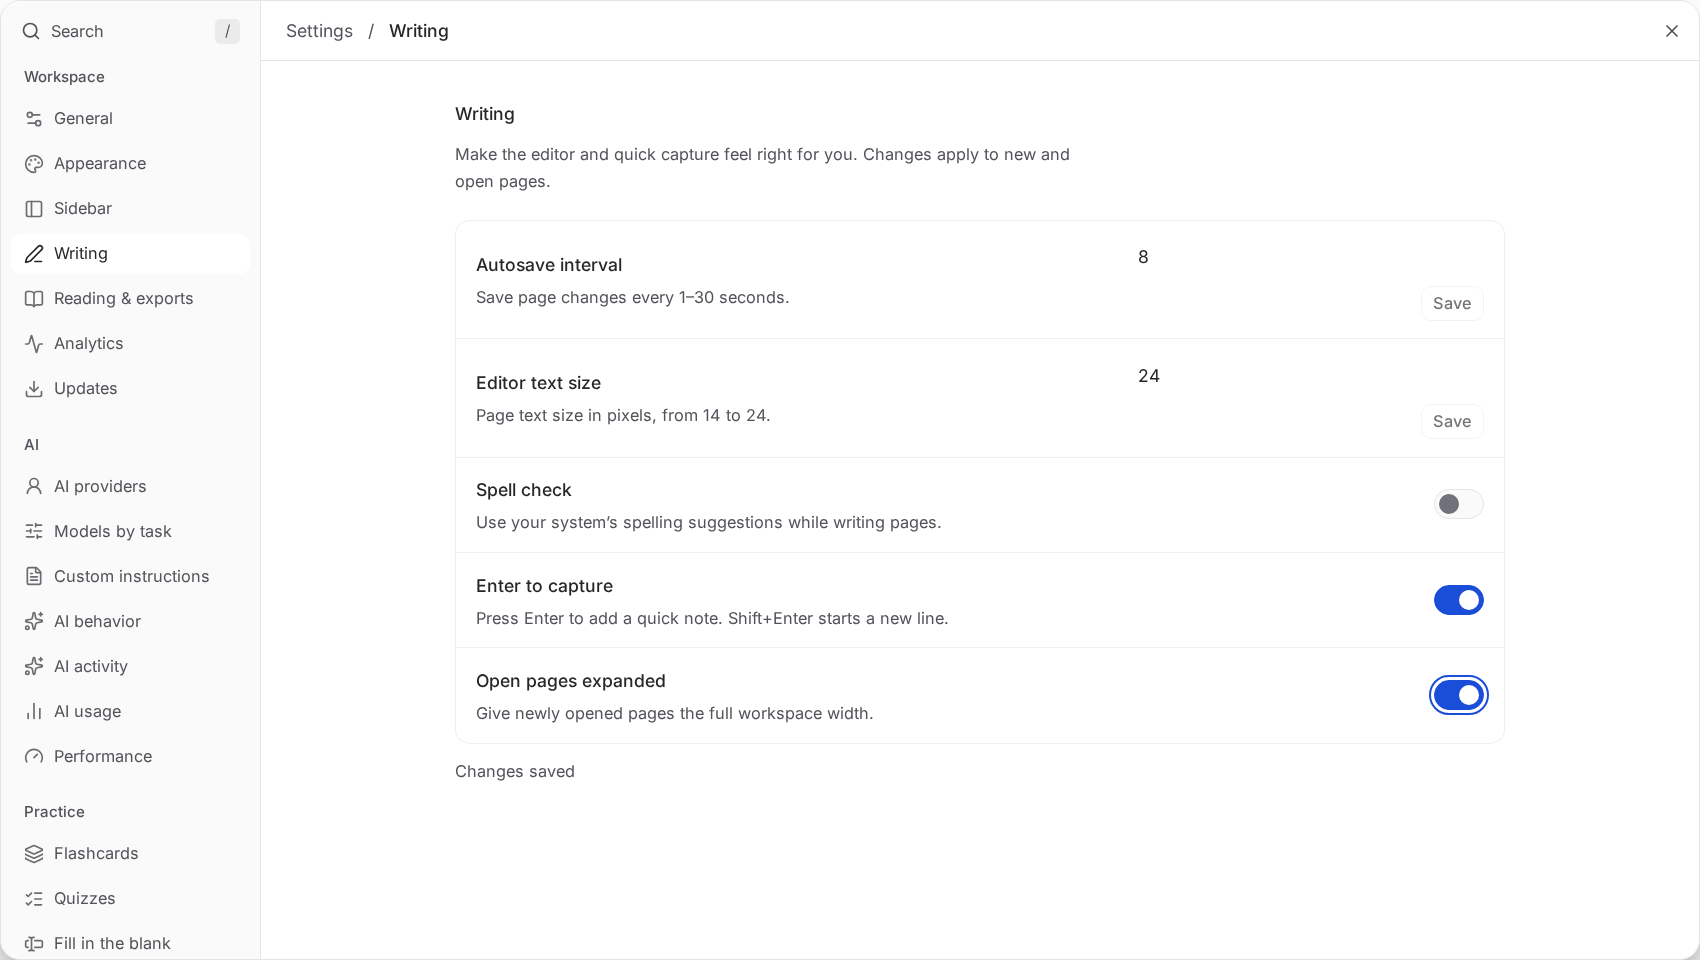 Search
/
Workspace
General
Appearance
Sidebar
Writing
Reading & exports
Analytics
Updates
AI
AI providers
Models by task
Custom instructions
AI behavior
AI activity
AI usage
Performance
Practice
Flashcards
Quizzes
Fill in the blank
Settings / Writing
Writing
Make the editor and quick capture feel right for you. Changes apply to new and
open pages.
Autosave interval
Save page changes every 1–30 seconds.
8
Save
Editor text size
Page text size in pixels, from 14 to 24.
24
Save
Spell check
Use your system’s spelling suggestions while writing pages.
Enter to capture
Press Enter to add a quick note. Shift+Enter starts a new line.
Open pages expanded
Give newly opened pages the full workspace width.
Changes saved